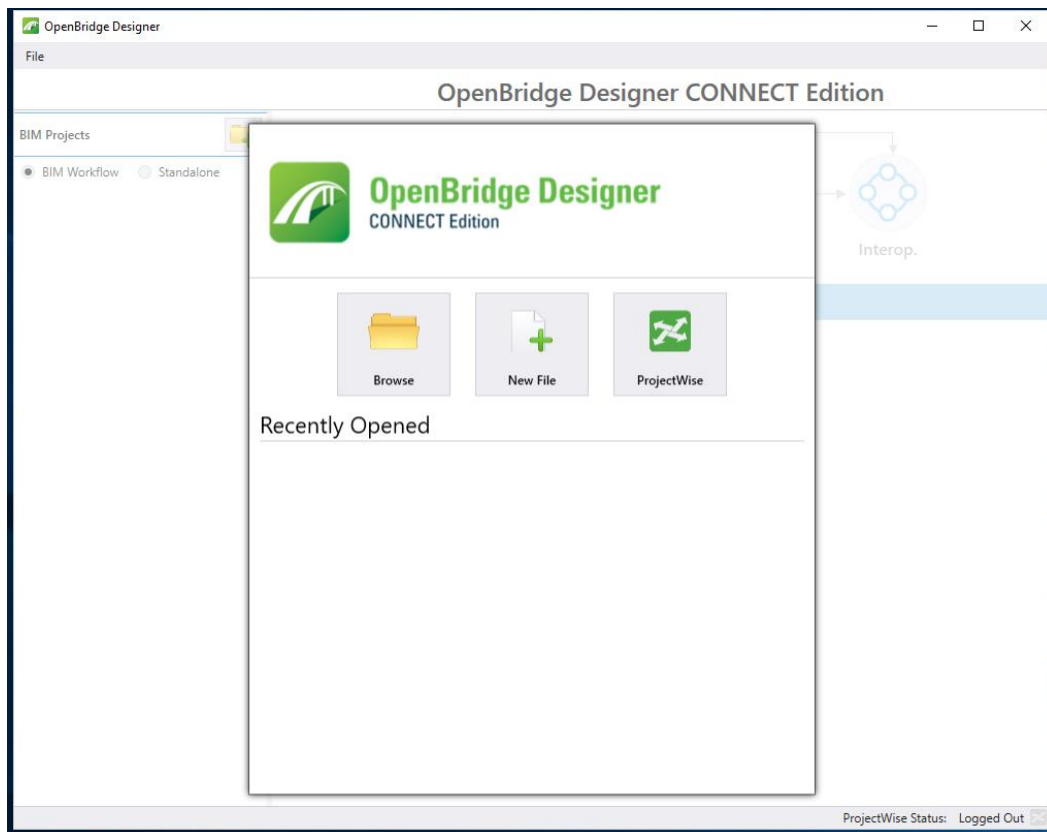 OpenBridge Designer
File
OpenBridge Designer CONNECT Edition
BIM Projects
BIM Workflow Standalone
OpenBridge Designer
CONNECT Edition
Interop.
Browse New File ProjectWise
Recently Opened
ProjectWise Status: Logged Out